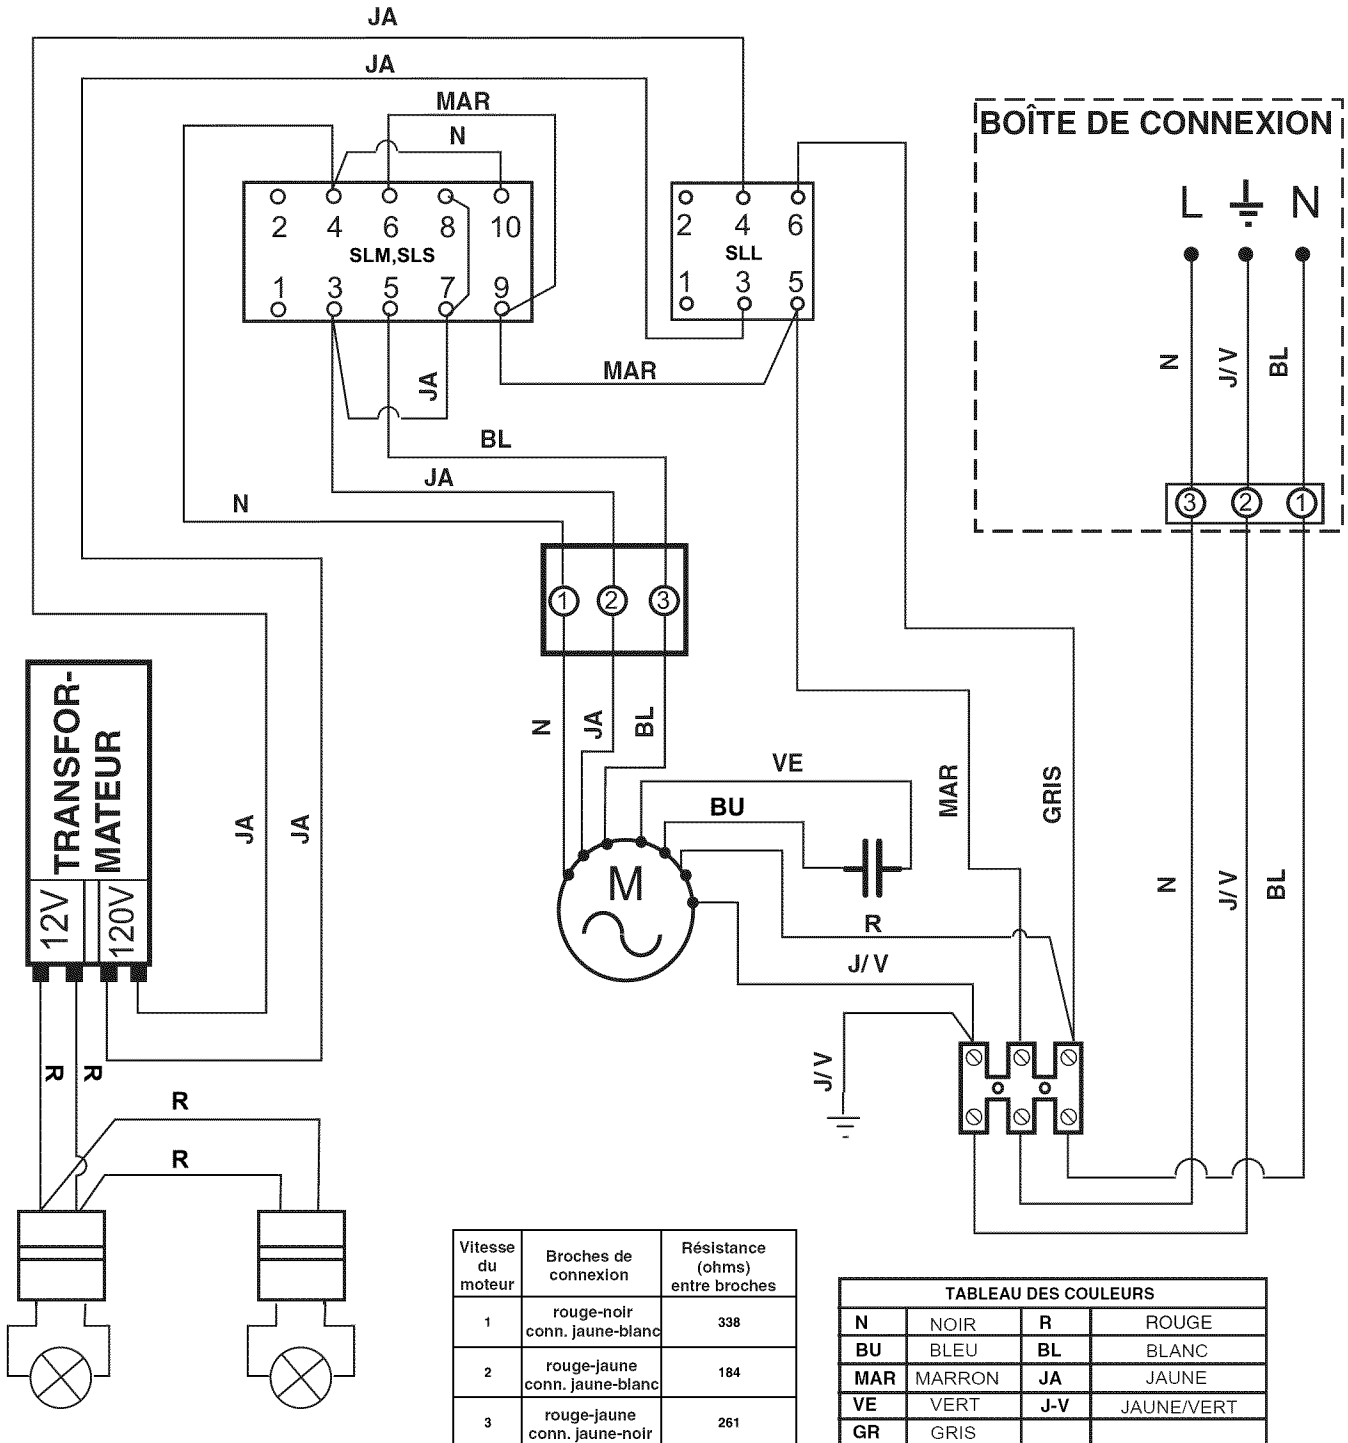 JA
JA
MAR
N
BOÎTE DE CONNEXION
L N
2 4 6 8 10
SLM,SLS
1 3 5 7 9
2 4 6
SLL
1 3 5
N J/V BL
JA
MAR
BL
JA
N
3 2 1
1 2 3
N JA BL
TRANSFOR-
MATEUR
12V 120V
JA JA
VE
BU
M
MAR GRIS
N J/V BL
R
J/V
J/V
R R
R
R
Vitesse du moteur | Broches de connexion | Résistance (ohms) entre broches
1 | rouge-noir conn. jaune-blanc | 338
2 | rouge-jaune conn. jaune-blanc | 184
3 | rouge-jaune conn. jaune-noir | 261
TABLEAU DES COULEURS
N | NOIR | R | ROUGE
BU | BLEU | BL | BLANC
MAR | MARRON | JA | JAUNE
VE | VERT | J-V | JAUNE/VERT
GR | GRIS